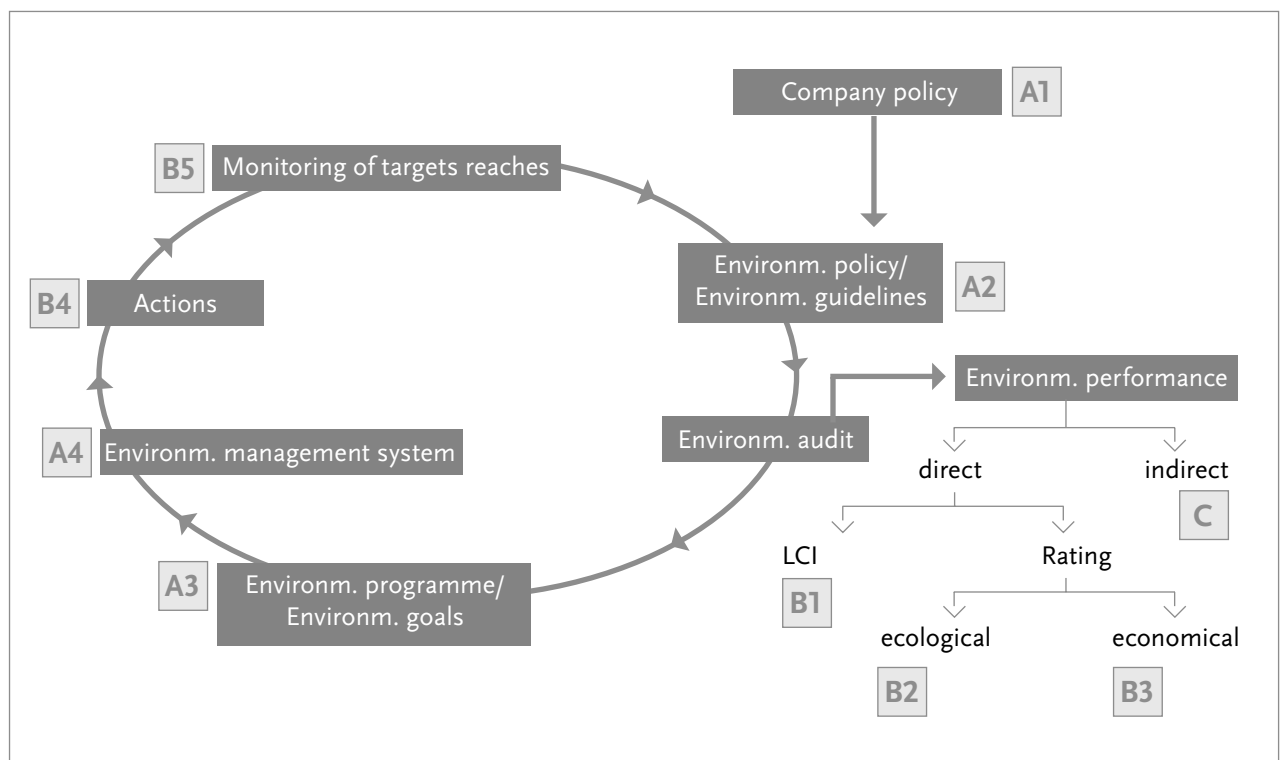 Company policy
A1
B5
Monitoring of targets reaches
Environm. policy/
Environm. guidelines
A2
B4
Actions
Environm. performance
Environm. audit
A4
Environm. management system
direct
indirect
C
LCI
Rating
B1
A3
Environm. programme/
Environm. goals
ecological
economical
B2
B3